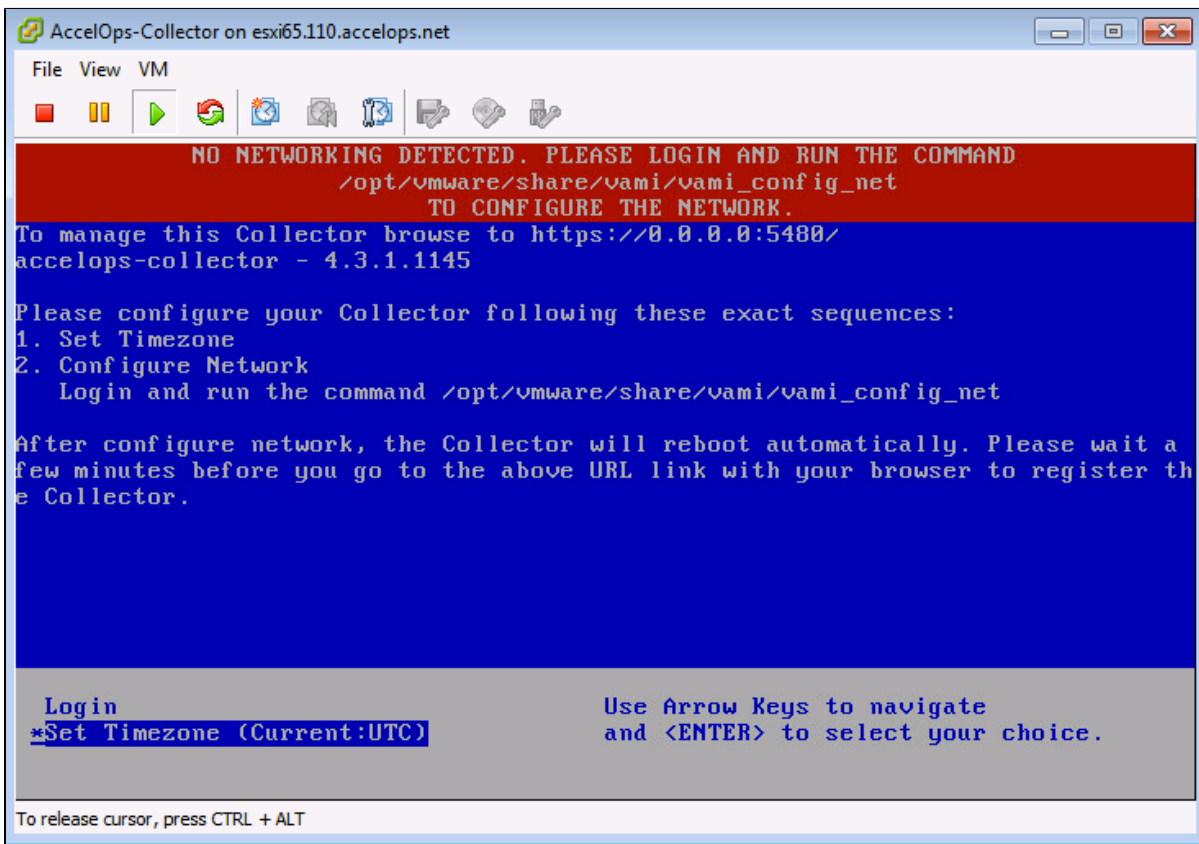 AccelOps-Collector on esxi65.110.accelops.net
File View VM
NO NETWORKING DETECTED. PLEASE LOGIN AND RUN THE COMMAND
/opt/vmware/share/vami/vami_config_net
TO CONFIGURE THE NETWORK.
To manage this Collector browse to https://0.0.0.0:5480/
accelops-collector - 4.3.1.1145
Please configure your Collector following these exact sequences:
1. Set Timezone
2. Configure Network
Login and run the command /opt/vmware/share/vami/vami_config_net
After configure network, the Collector will reboot automatically. Please wait a
few minutes before you go to the above URL link with your browser to register th
e Collector.
Login
*Set Timezone (Current:UTC)
Use Arrow Keys to navigate
and <ENTER> to select your choice.
To release cursor, press CTRL + ALT